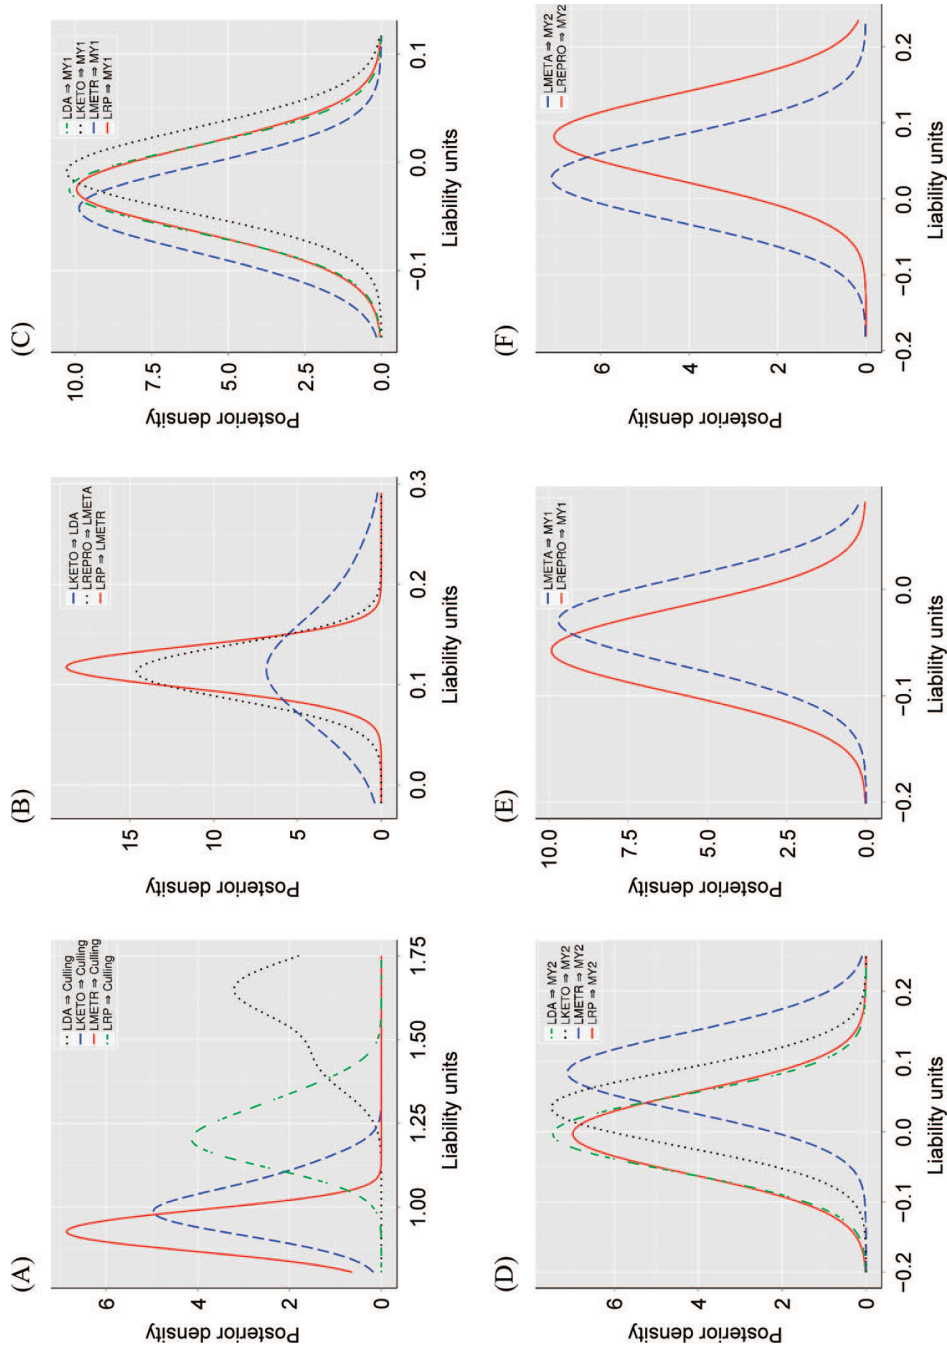 (A)
LDA ⇒ Culling
LKETO ⇒ Culling
LMETR ⇒ Culling
LRP ⇒ Culling
Posterior density
0
2
4
6
1.00
1.25
1.50
1.75
Liability units
(B)
LKETO ⇒ LDA
LREPRO ⇒ LMETA
LRP ⇒ LMETR
Posterior density
0
5
10
15
0.0
0.1
0.2
0.3
Liability units
(C)
LDA ⇒ MY1
LKETO ⇒ MY1
LMETR ⇒ MY1
LRP ⇒ MY1
Posterior density
0.0
2.5
5.0
7.5
10.0
−0.1
0.0
0.1
Liability units
(D)
LDA ⇒ MY2
LKETO ⇒ MY2
LMETR ⇒ MY2
LRP ⇒ MY2
Posterior density
0
2
4
6
−0.2
−0.1
0.0
0.1
0.2
Liability units
(E)
LMETA ⇒ MY1
LREPRO ⇒ MY1
Posterior density
0.0
2.5
5.0
7.5
10.0
−0.2
−0.1
0.0
Liability units
(F)
LMETA ⇒ MY2
LREPRO ⇒ MY2
Posterior density
0
2
4
6
−0.2
−0.1
0.0
0.1
0.2
Liability units